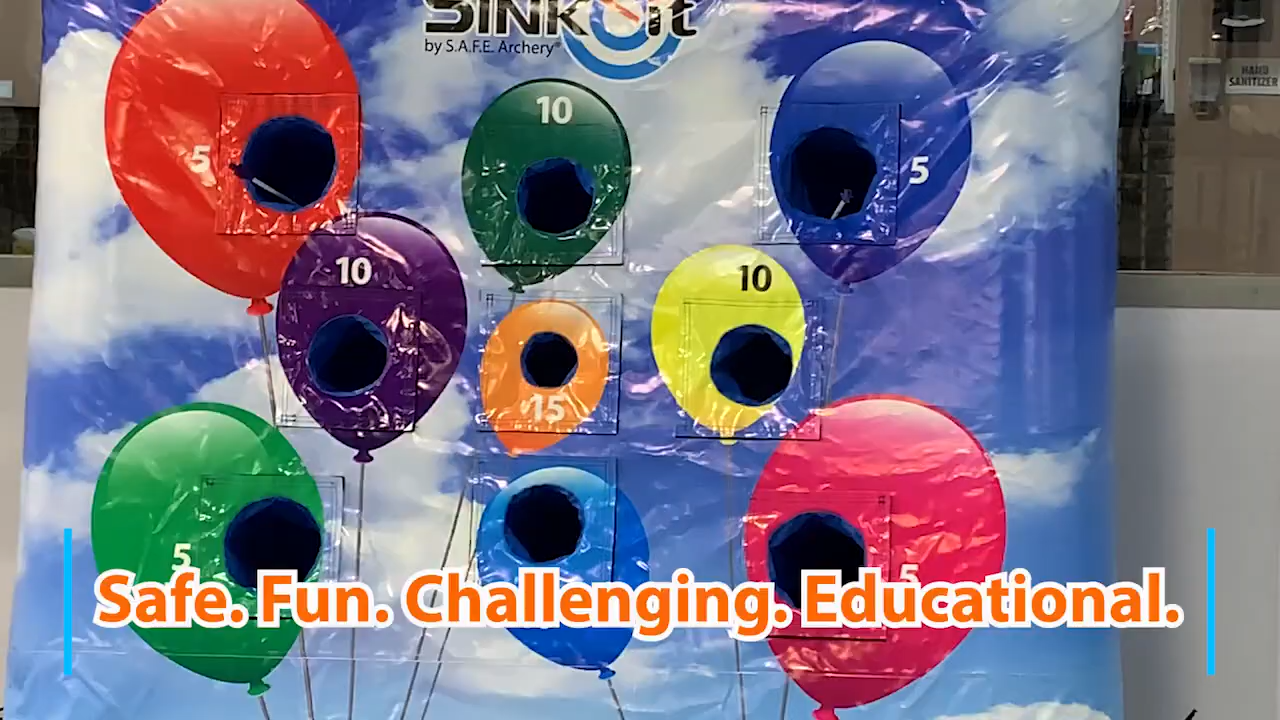 SINK it
by S.A.F.E. Archery®
HAND
SANITIZER
10
5
5
10
10
15
5
5
Safe. Fun. Challenging. Educational.